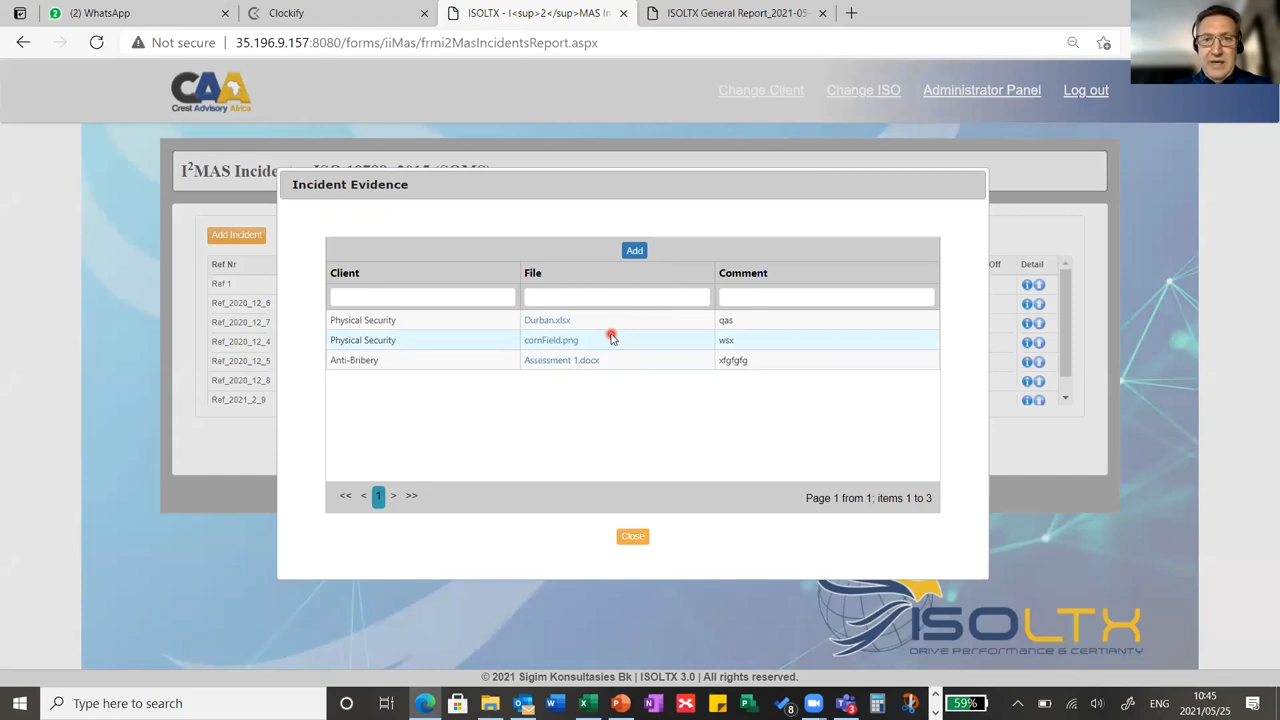 (2) WhatsApp
Clockify
ISOLTX - I<sup>2</sup>MAS In
ISOLTX General Report_2021-05-
Not secure
35.196.9.157:8080/forms/iiMas/frmi2MasIncidentsReport.aspx
CAA
Crest Advisory Africa
Change Client
Change ISO
Administrator Panel
Log out
Incident Evidence
Add Incident
Ref Nr
Off
Detail
Ref 1
Ref_2020_12_6
Ref_2020_12_7
Ref_2020_12_4
Ref_2020_12_5
Ref_2020_12_8
Ref_2021_2_9
Add
Client
File
Comment
Physical Security
Durban.xlsx
qas
Physical Security
cornField.png
wsx
Anti-Bribery
Assessment 1.docx
xfgfgfg
<< < 1 > >>
Page 1 from 1; items 1 to 3
Close
ISOLTX
DRIVE PERFORMANCE & CERTIANTY
© 2021 Sigim Konsultasies Bk | ISOLTX 3.0 | All rights reserved.
Type here to search
8
59%
ENG
10:45
2021/05/25